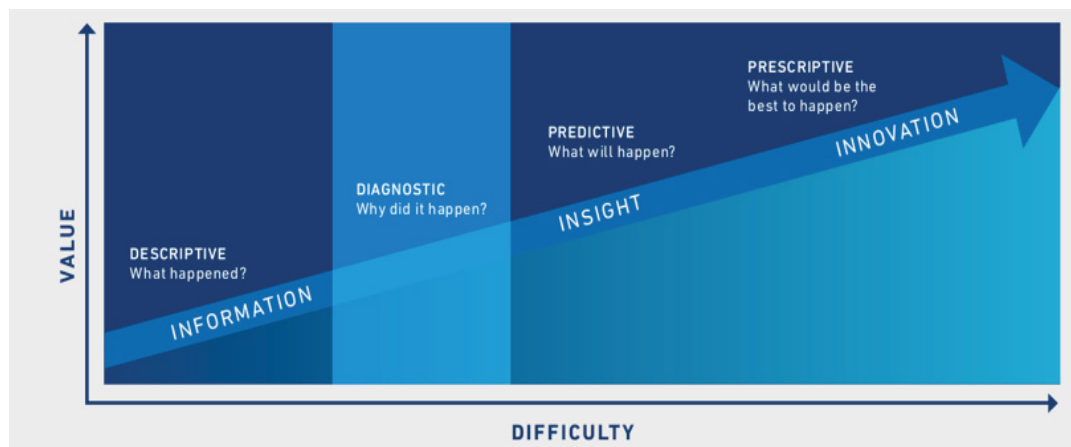 PRESCRIPTIVE
What would be the
best to happen?
PREDICTIVE
What will happen?
DIAGNOSTIC
Why did it happen?
DESCRIPTIVE
What happened?
INFORMATION
INSIGHT
INNOVATION
VALUE
DIFFICULTY